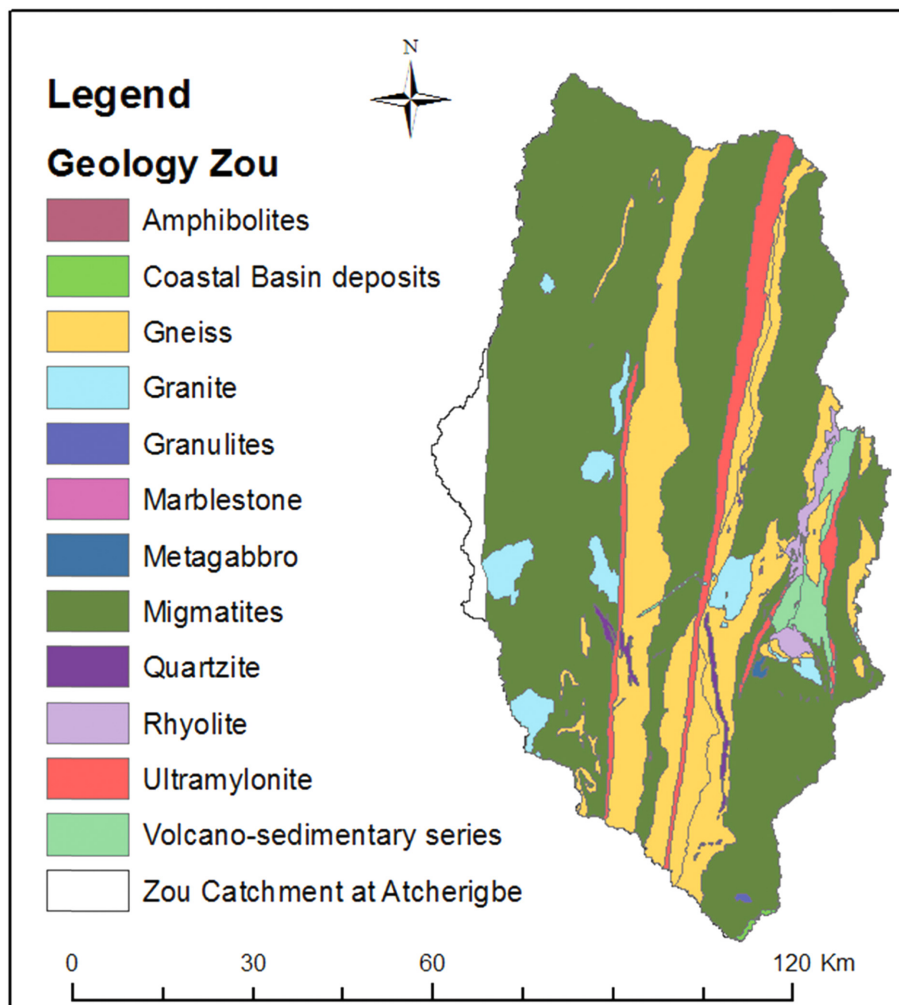 N
Legend
Geology Zou
Amphibolites
Coastal Basin deposits
Gneiss
Granite
Granulites
Marblestone
Metagabbro
Migmatites
Quartzite
Rhyolite
Ultramylonite
Volcano-sedimentary series
Zou Catchment at Atcherigbe
0 30 60 120 Km